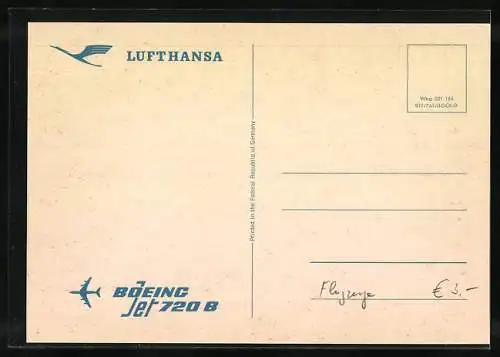 LUFTHANSA
Printed in the Federal Republic of Germany
BOEING
Jet 720 B
Flugzeuge € 3.-